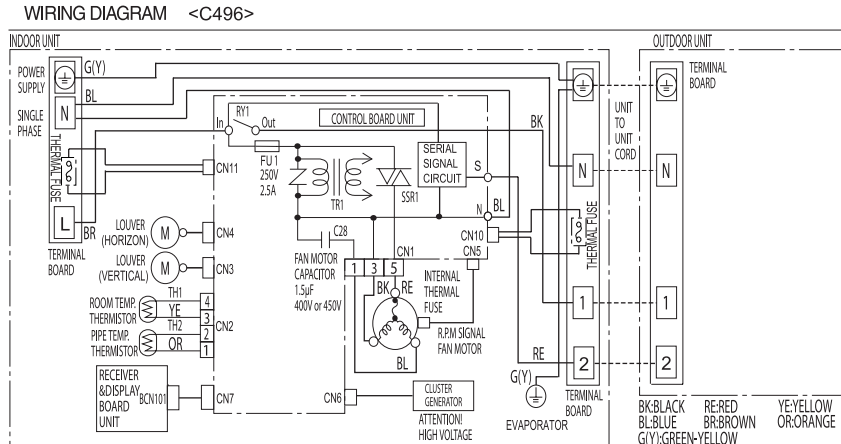 WIRING DIAGRAM <C496>
INDOOR UNIT
OUTDOOR UNIT
POWER
SUPPLY
G(Y)
BL
SINGLE
PHASE
N
THERMAL FUSE
L
BR
TERMINAL
BOARD
In
RY1
Out
CONTROL BOARD UNIT
FU 1
250V
2.5A
TR1
SSR1
SERIAL
SIGNAL
CIRCUIT
S
N
BL
BK
CN11
LOUVER
(HORIZON)
M
CN4
LOUVER
(VERTICAL)
M
CN3
ROOM TEMP.
THERMISTOR
TH1
YE
4
3
PIPE TEMP.
THERMISTOR
TH2
OR
2
1
CN2
C28
FAN MOTOR
CAPACITOR
1.5μF
400V or 450V
CN1
1
3
5
BK
RE
BL
INTERNAL
THERMAL
FUSE
CN10
CN5
R.P.M SIGNAL
FAN MOTOR
RECEIVER
&DISPLAY
BOARD
UNIT
BCN101
CN7
CN6
CLUSTER
GENERATOR
ATTENTION!
HIGH VOLTAGE
G(Y)
EVAPORATOR
RE
THERMAL FUSE
N
1
2
TERMINAL
BOARD
UNIT
TO
UNIT
CORD
TERMINAL
BOARD
N
1
2
BK:BLACK RE:RED YE:YELLOW
BL:BLUE BR:BROWN OR:ORANGE
G(Y):GREEN-YELLOW